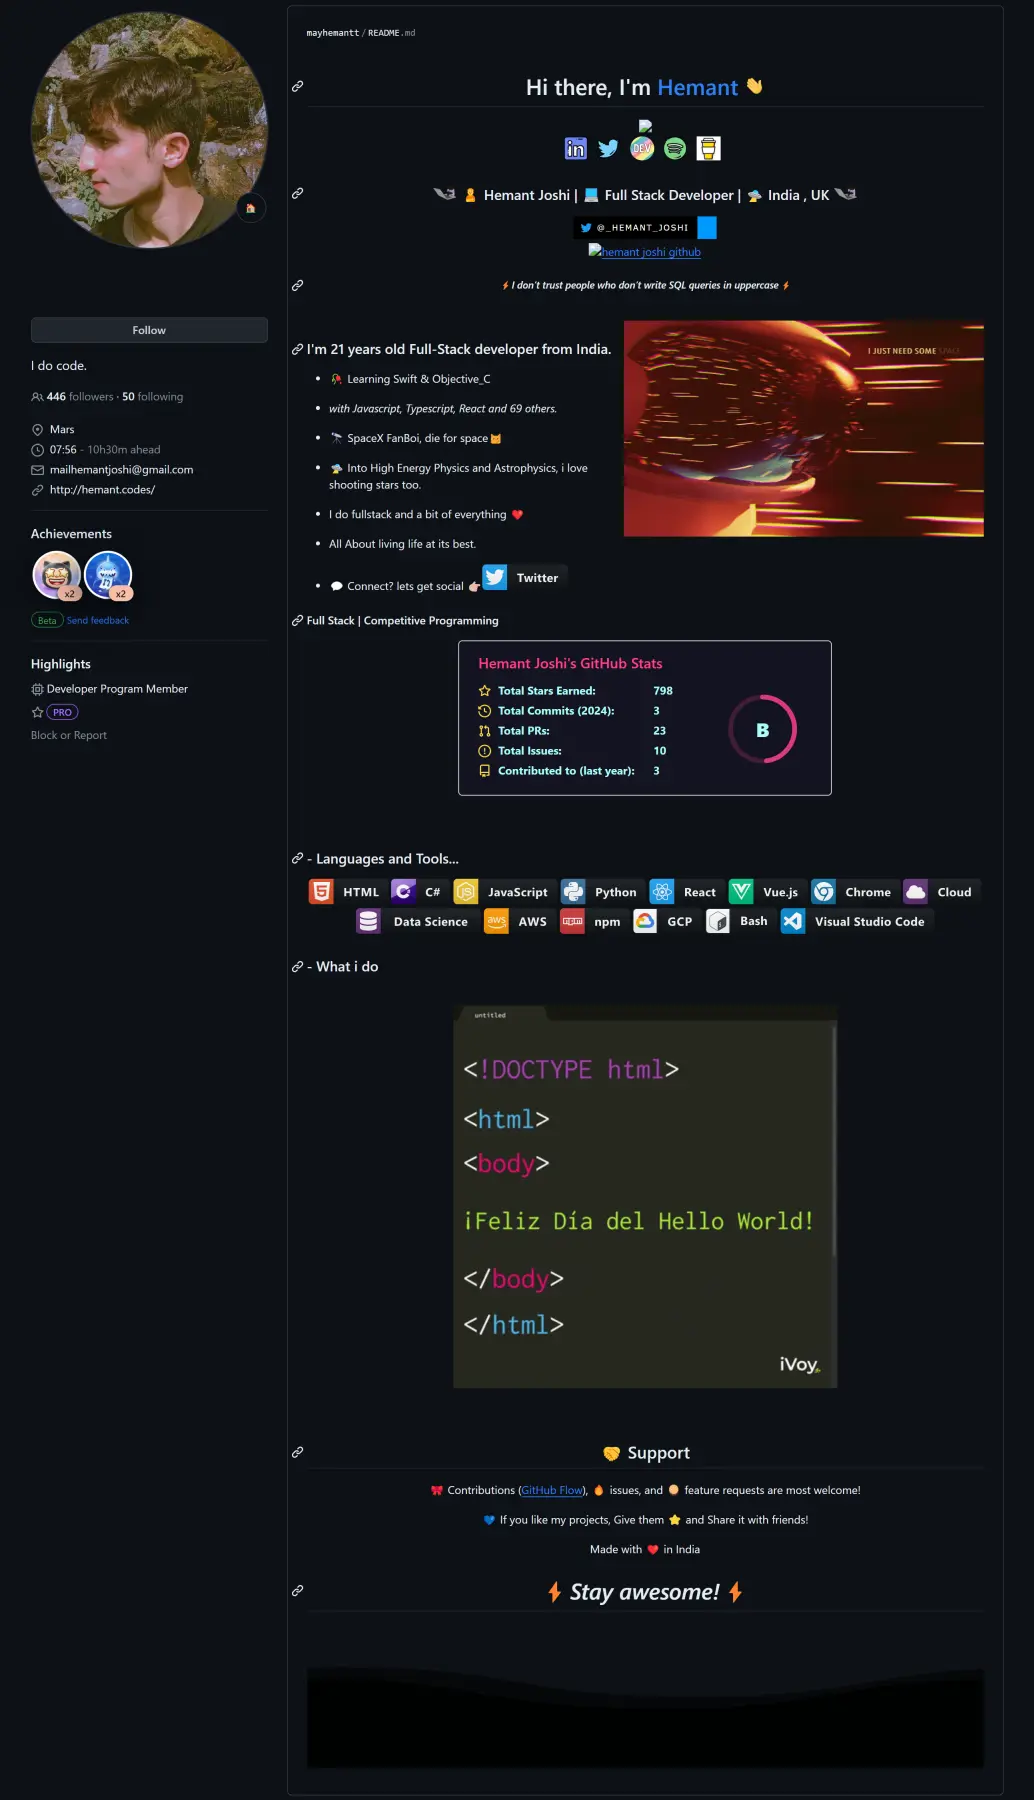 Follow
I do code.
446 followers · 50 following
Mars
07:56 - 10h30m ahead
mailhemantjoshi@gmail.com
http://hemant.codes/
Achievements
x2
x2
Beta Send feedback
Highlights
Developer Program Member
PRO
Block or Report
mayhemantt / README.md
Hi there, I'm Hemant
in
DEV
Hemant Joshi | Full Stack Developer | India , UK
@_HEMANT_JOSHI
hemant joshi github
I don't trust people who don't write SQL queries in uppercase
I'm 21 years old Full-Stack developer from India.
I JUST NEED SOME SPACE
Learning Swift & Objective_C
with Javascript, Typescript, React and 69 others.
SpaceX FanBoi, die for space
Into High Energy Physics and Astrophysics, i love
shooting stars too.
I do fullstack and a bit of everything
All About living life at its best.
Connect? lets get social Twitter
Full Stack | Competitive Programming
Hemant Joshi's GitHub Stats
Total Stars Earned: 798
Total Commits (2024): 3
Total PRs: 23
Total Issues: 10
Contributed to (last year): 3
B
- Languages and Tools...
HTML C# JS JavaScript Python React Vue.js Chrome Cloud
Data Science aws AWS npm npm GCP Bash Visual Studio Code
- What i do
untitled
<!DOCTYPE html>
<html>
<body>
¡Feliz Día del Hello World!
</body>
</html>
iVoy
Support
Contributions (GitHub Flow), issues, and feature requests are most welcome!
If you like my projects, Give them and Share it with friends!
Made with in India
Stay awesome!